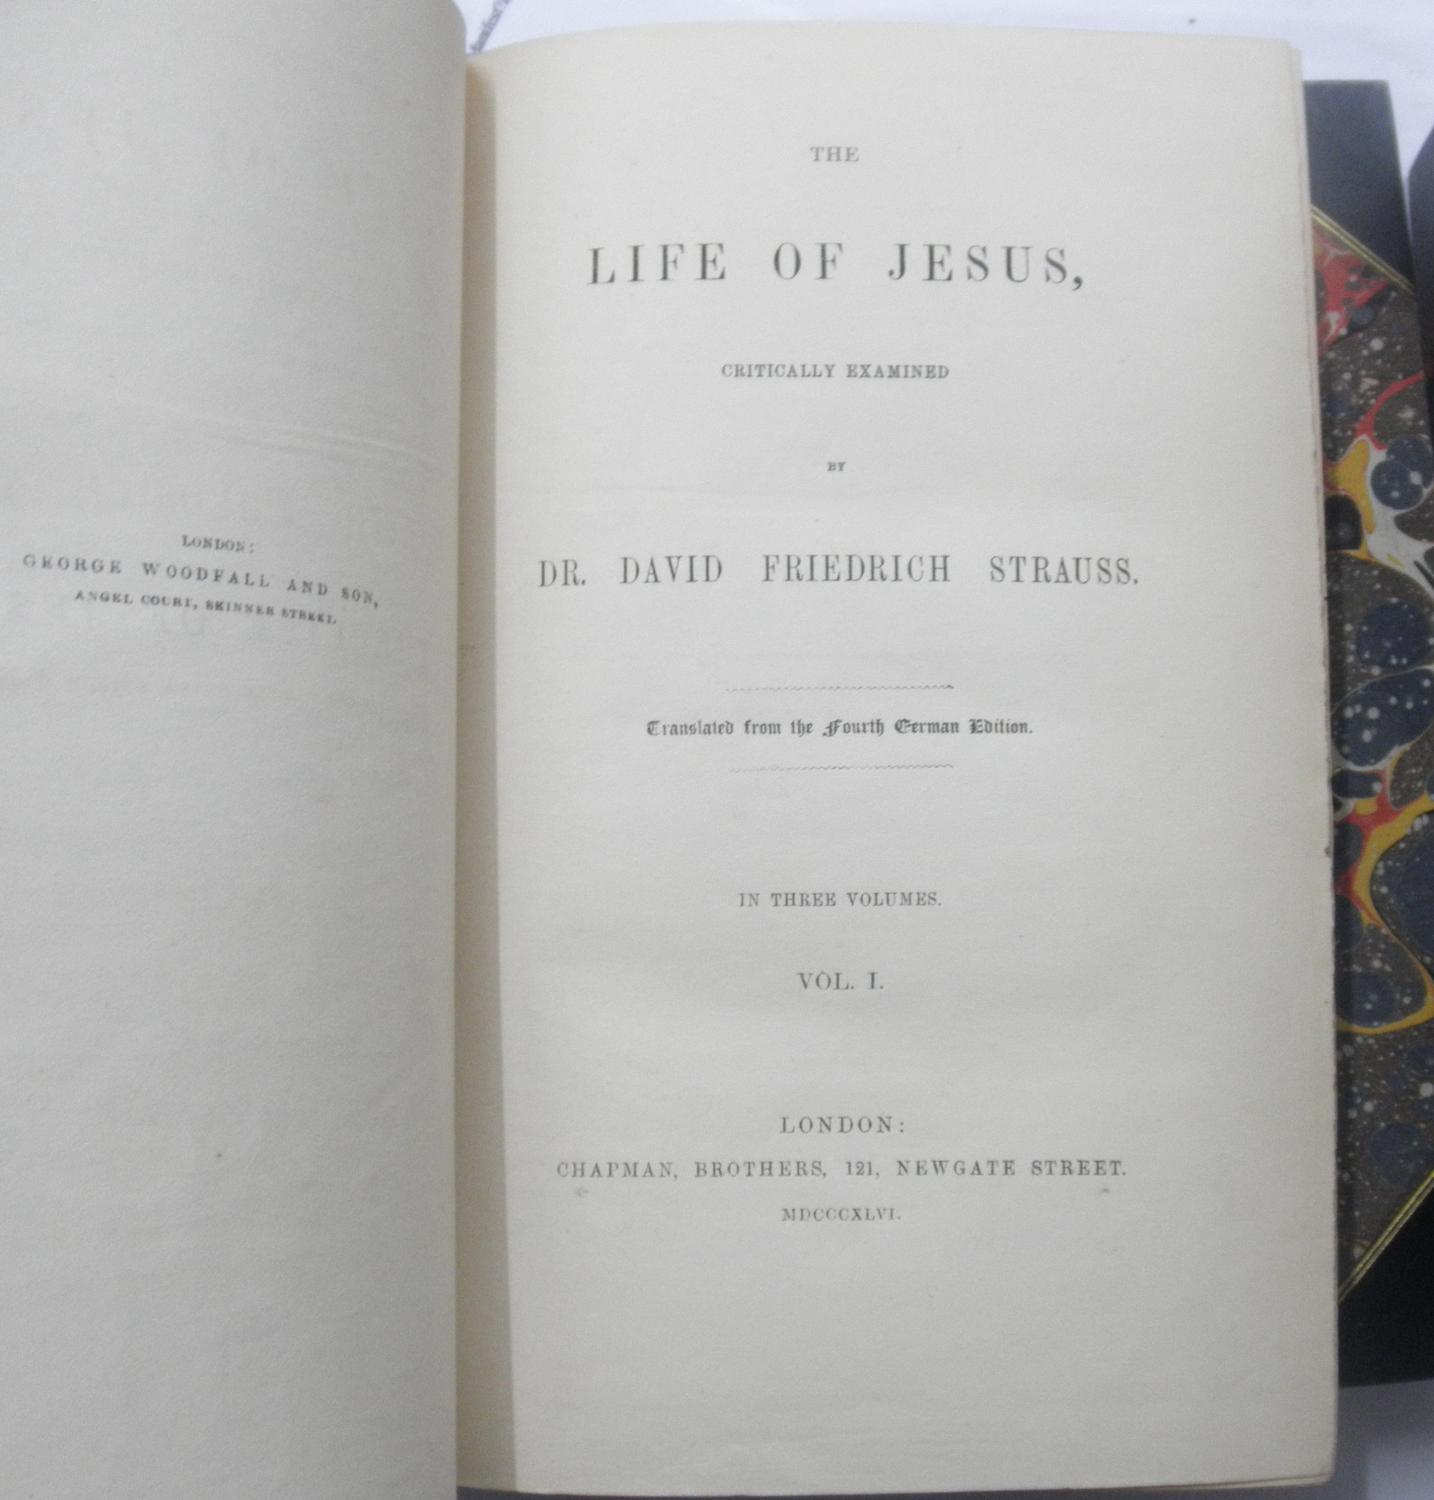 LONDON:
GEORGE WOODFALL AND SON,
ANGEL COURT, SKINNER STREET.
THE
LIFE OF JESUS,
CRITICALLY EXAMINED
BY
DR. DAVID FRIEDRICH STRAUSS.
Translated from the Fourth German Edition.
IN THREE VOLUMES.
VOL. I.
LONDON:
CHAPMAN, BROTHERS, 121, NEWGATE STREET.
MDCCCXLVI.